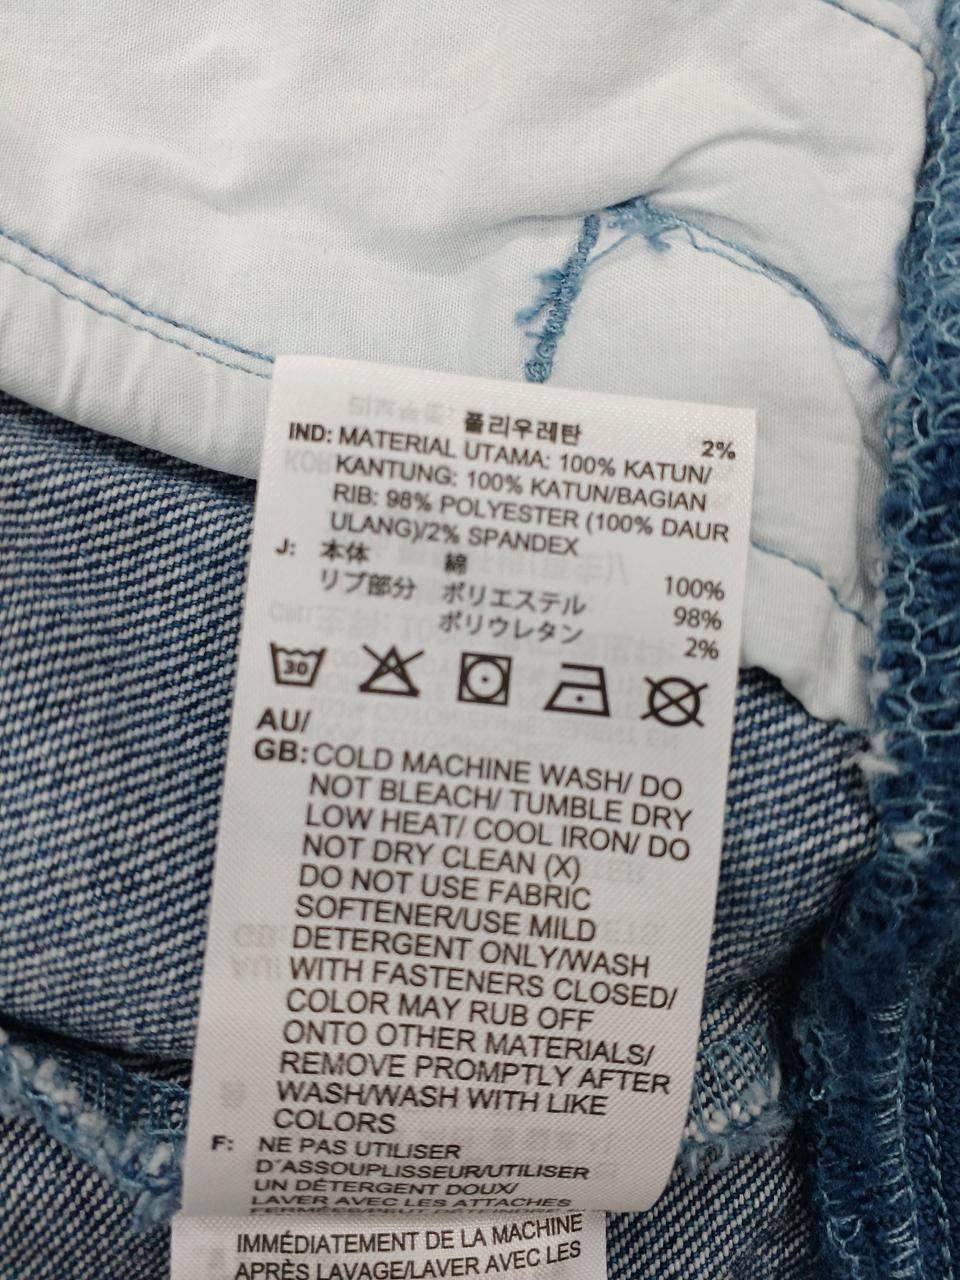 폴리우레탄 2%
IND: MATERIAL UTAMA: 100% KATUN/
KANTUNG: 100% KATUN/BAGIAN
RIB: 98% POLYESTER (100% DAUR
ULANG)/2% SPANDEX
J: 本体 綿 100%
リブ部分 ポリエステル 98%
ポリウレタン 2%
30
AU/
GB: COLD MACHINE WASH/ DO
NOT BLEACH/ TUMBLE DRY
LOW HEAT/ COOL IRON/ DO
NOT DRY CLEAN (X)
DO NOT USE FABRIC
SOFTENER/USE MILD
DETERGENT ONLY/WASH
WITH FASTENERS CLOSED/
COLOR MAY RUB OFF
ONTO OTHER MATERIALS/
REMOVE PROMPTLY AFTER
WASH/WASH WITH LIKE
COLORS
F: NE PAS UTILISER
D´ASSOUPLISSEUR/UTILISER
UN DÉTERGENT DOUX/
LAVER AVEC LES ATTACHES
IMMÉDIATEMENT DE LA MACHINE
APRÈS LAVAGE/LAVER AVEC LES